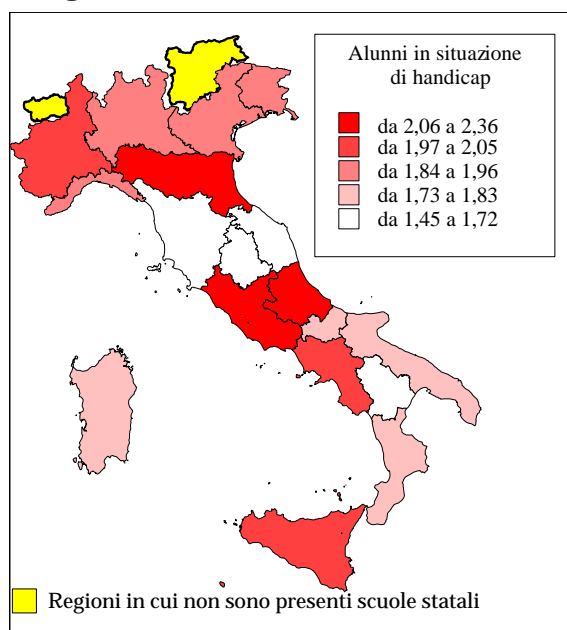 Alunni in situazione
di handicap
da 2,06 a 2,36
da 1,97 a 2,05
da 1,84 a 1,96
da 1,73 a 1,83
da 1,45 a 1,72
Regioni in cui non sono presenti scuole statali